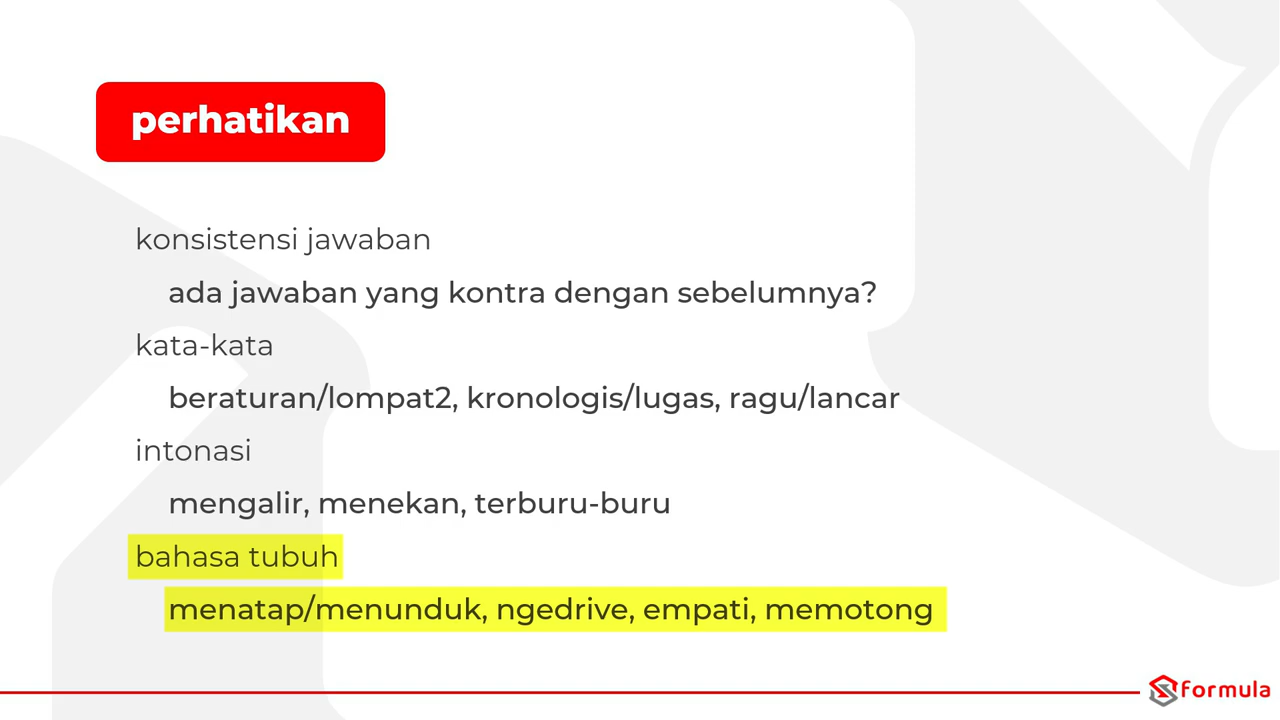 perhatikan
konsistensi jawaban
ada jawaban yang kontra dengan sebelumnya?
kata-kata
beraturan/lompat2, kronologis/lugas, ragu/lancar
intonasi
mengalir, menekan, terburu-buru
bahasa tubuh
menatap/menunduk, ngedrive, empati, memotong
formula